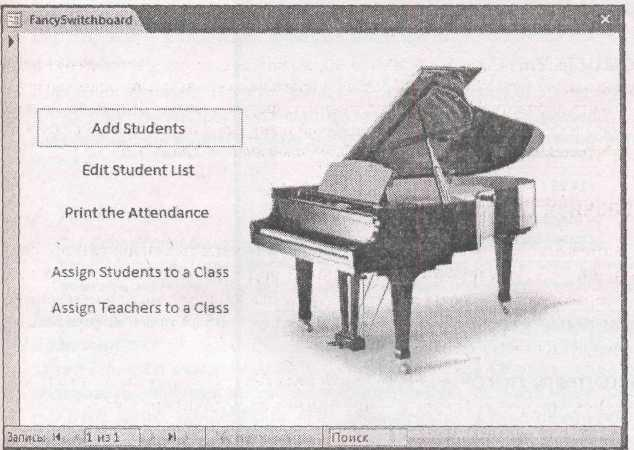 FancySwitchboard
Add Students
Edit Student List
Print the Attendance
Assign Students to a Class
Assign Teachers to a Class
Записи: 1 из 1 Поиск